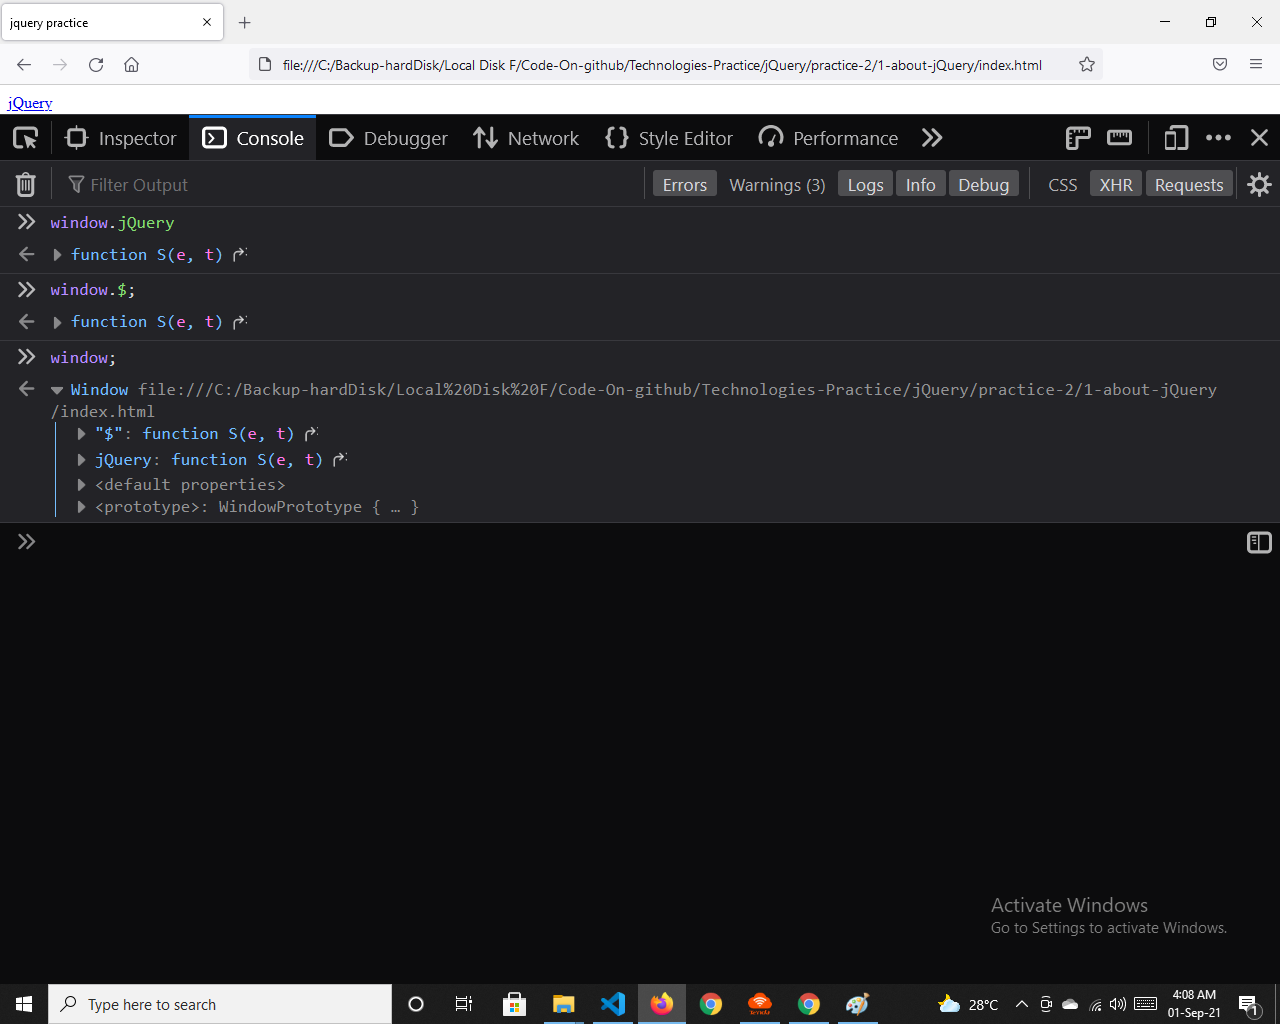 jquery practice
file:///C:/Backup-hardDisk/Local Disk F/Code-On-github/Technologies-Practice/jQuery/practice-2/1-about-jQuery/index.html
jQuery
Inspector Console Debugger Network Style Editor Performance
Filter Output Errors Warnings (3) Logs Info Debug CSS XHR Requests
window.jQuery
function S(e, t)
window.$;
function S(e, t)
window;
Window file:///C:/Backup-hardDisk/Local%20Disk%20F/Code-On-github/Technologies-Practice/jQuery/practice-2/1-about-jQuery
/index.html
"$": function S(e, t)
jQuery: function S(e, t)
<default properties>
<prototype>: WindowPrototype { … }
Activate Windows
Go to Settings to activate Windows.
Type here to search
28°C
4:08 AM
01-Sep-21
1